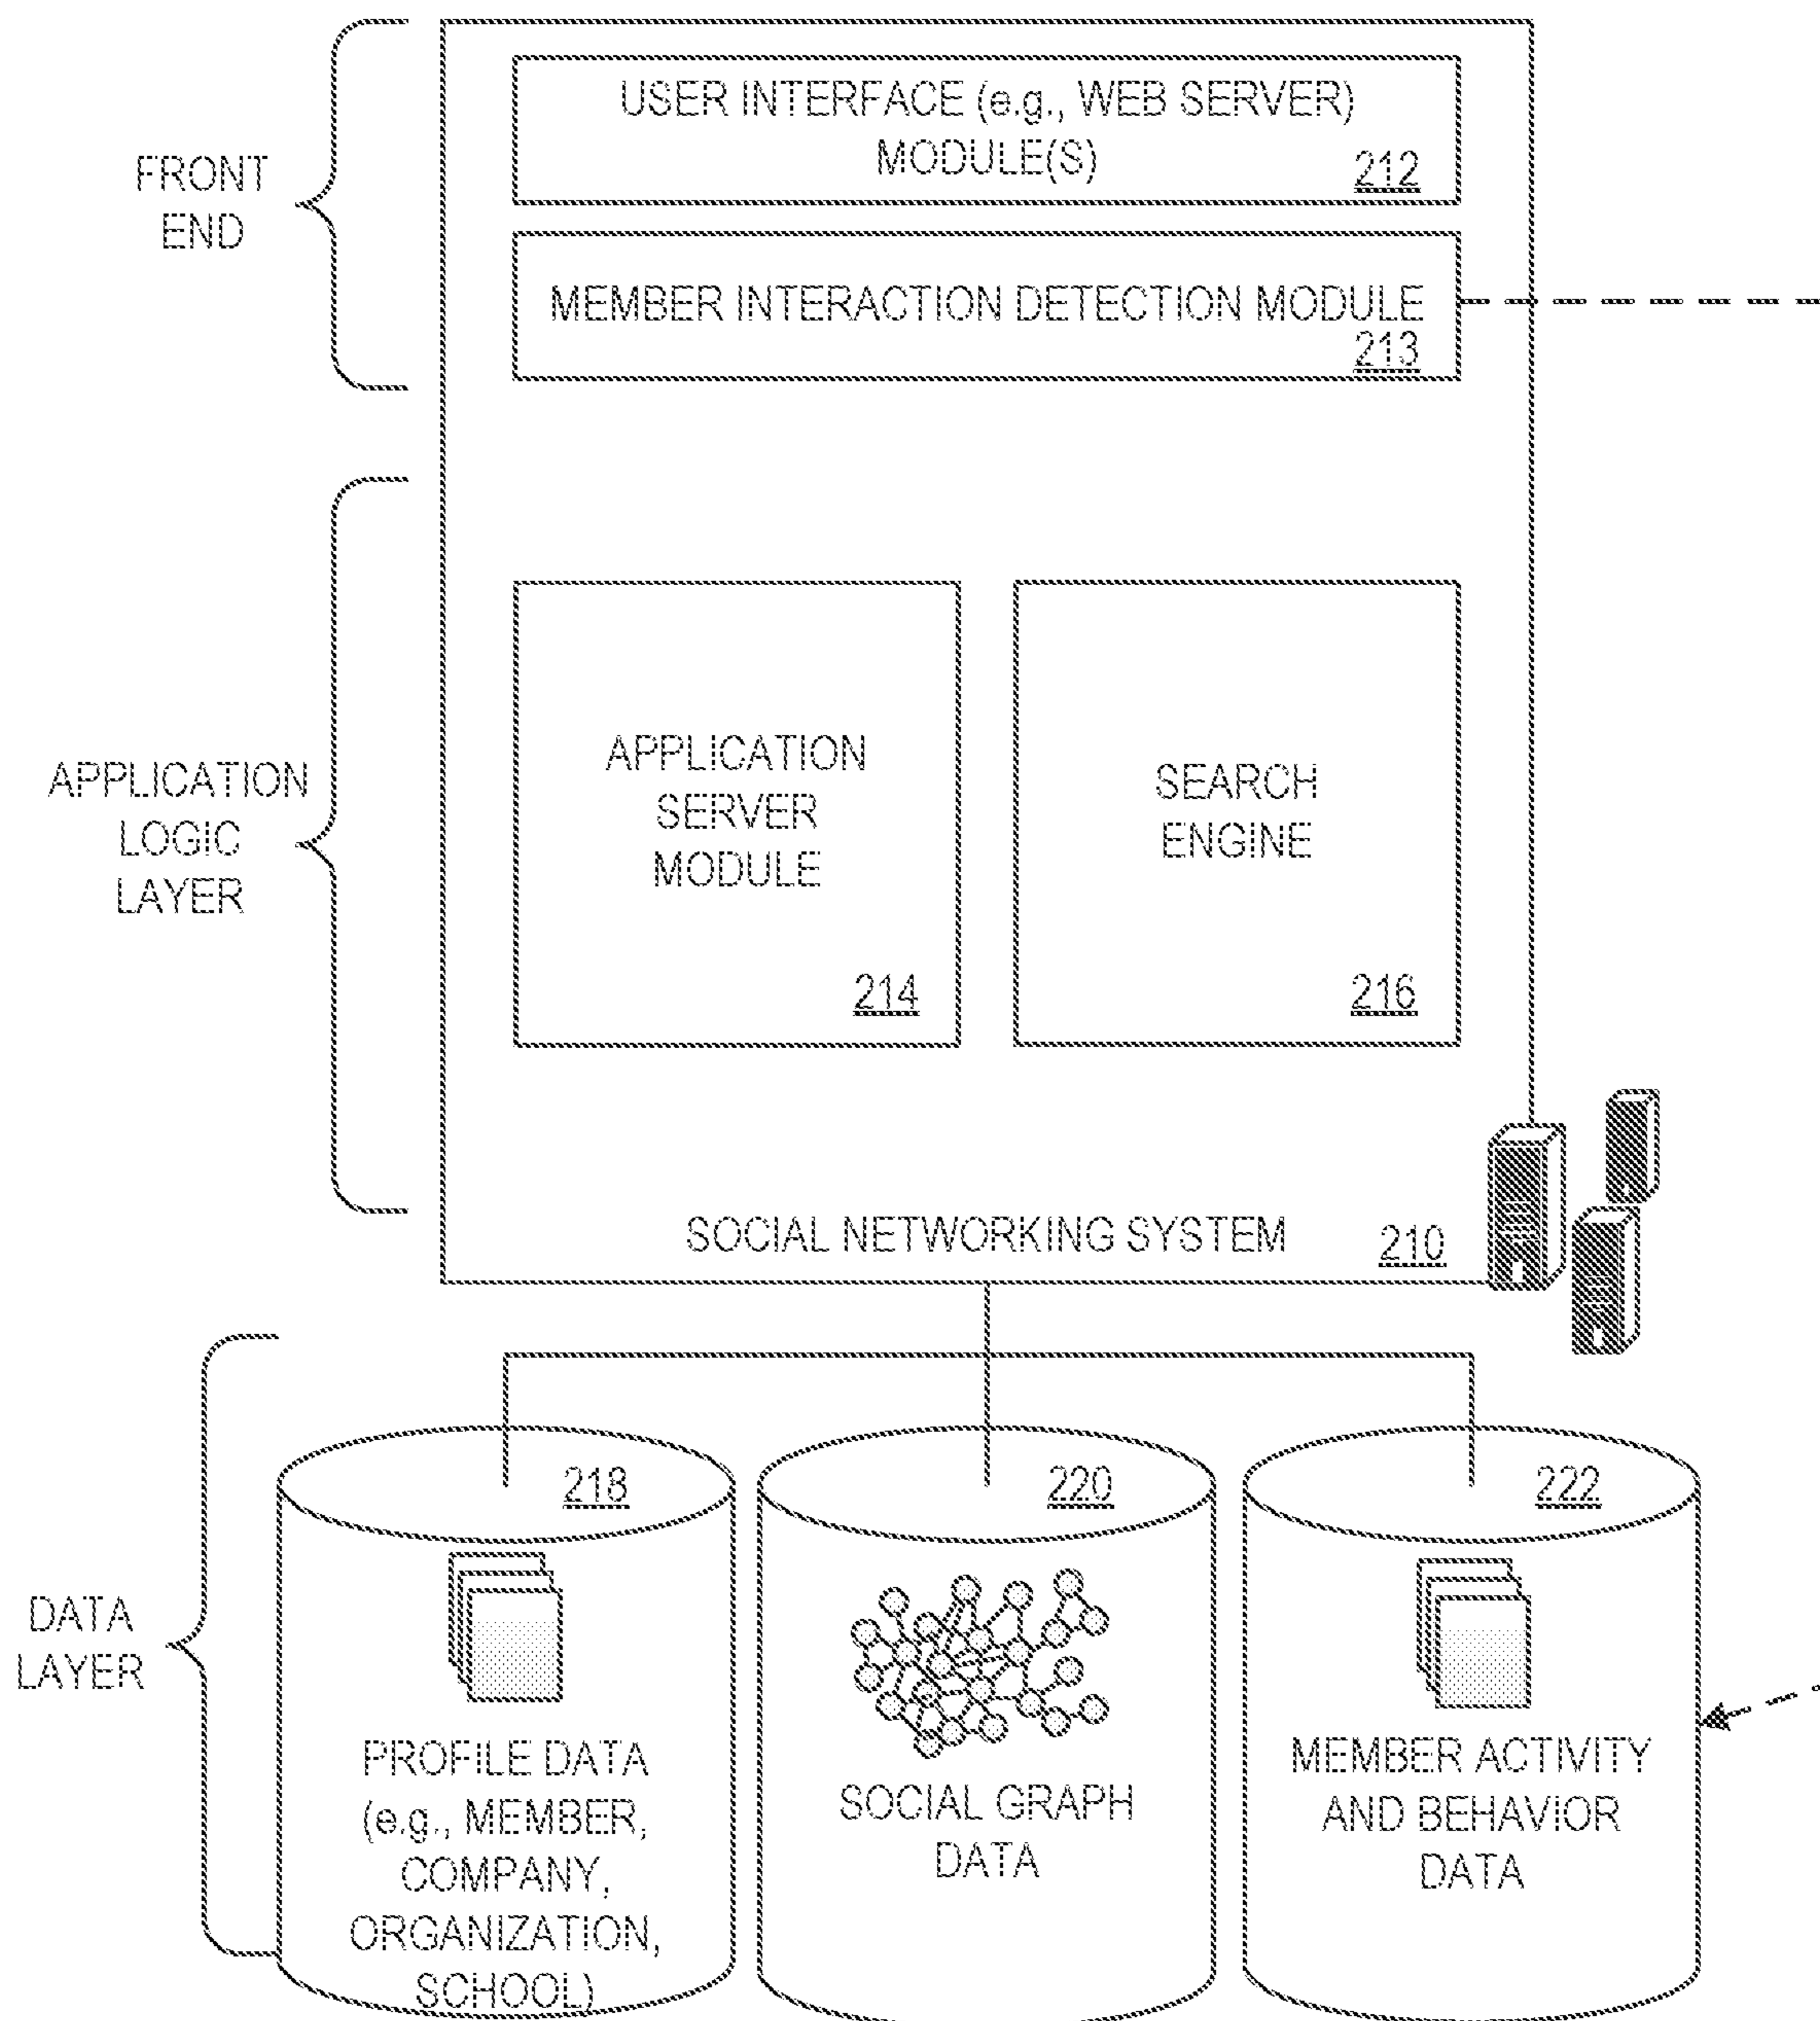 USER INTERFACE (e.g., WEB SERVER)
MODULE(S)
212
FRONT
END
MEMBER INTERACTION DETECTION MODULE
213
APPLICATION
LOGIC
LAYER
APPLICATION
SERVER
MODULE
214
SEARCH
ENGINE
216
SOCIAL NETWORKING SYSTEM
210
DATA
LAYER
218
PROFILE DATA
(e.g., MEMBER,
COMPANY,
ORGANIZATION,
SCHOOL)
220
SOCIAL GRAPH
DATA
222
MEMBER ACTIVITY
AND BEHAVIOR
DATA